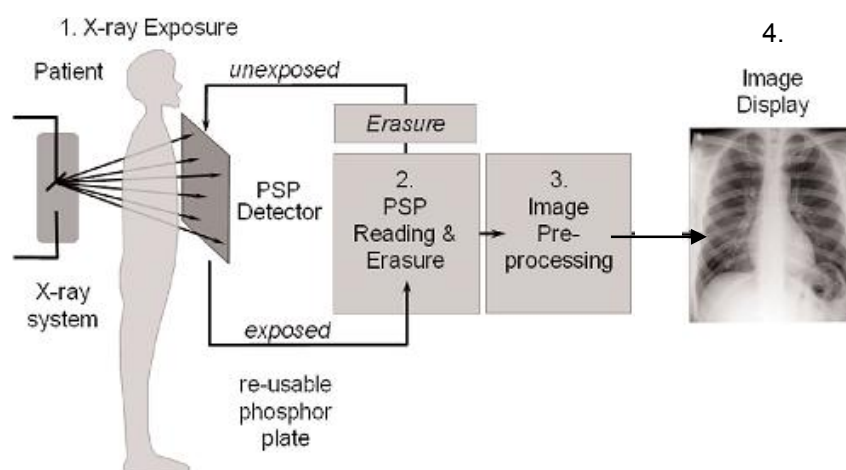 1. X-ray Exposure
4.
Patient
unexposed
Image
Display
Erasure
PSP
Detector
2.
PSP
Reading &
Erasure
3.
Image
Pre-
processing
X-ray
system
exposed
re-usable
phosphor
plate